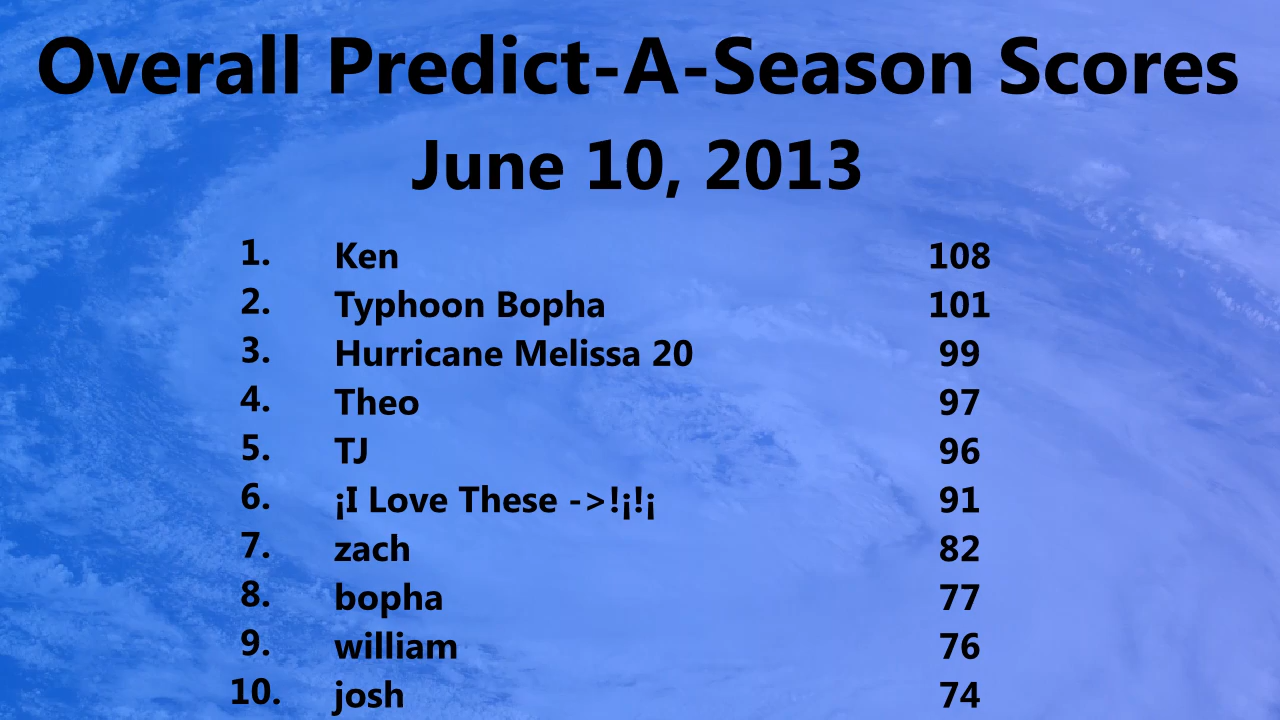 Overall Predict-A-Season Scores
June 10, 2013
1. Ken 108
2. Typhoon Bopha 101
3. Hurricane Melissa 20 99
4. Theo 97
5. TJ 96
6. ¡I Love These ->!¡!¡ 91
7. zach 82
8. bopha 77
9. william 76
10. josh 74